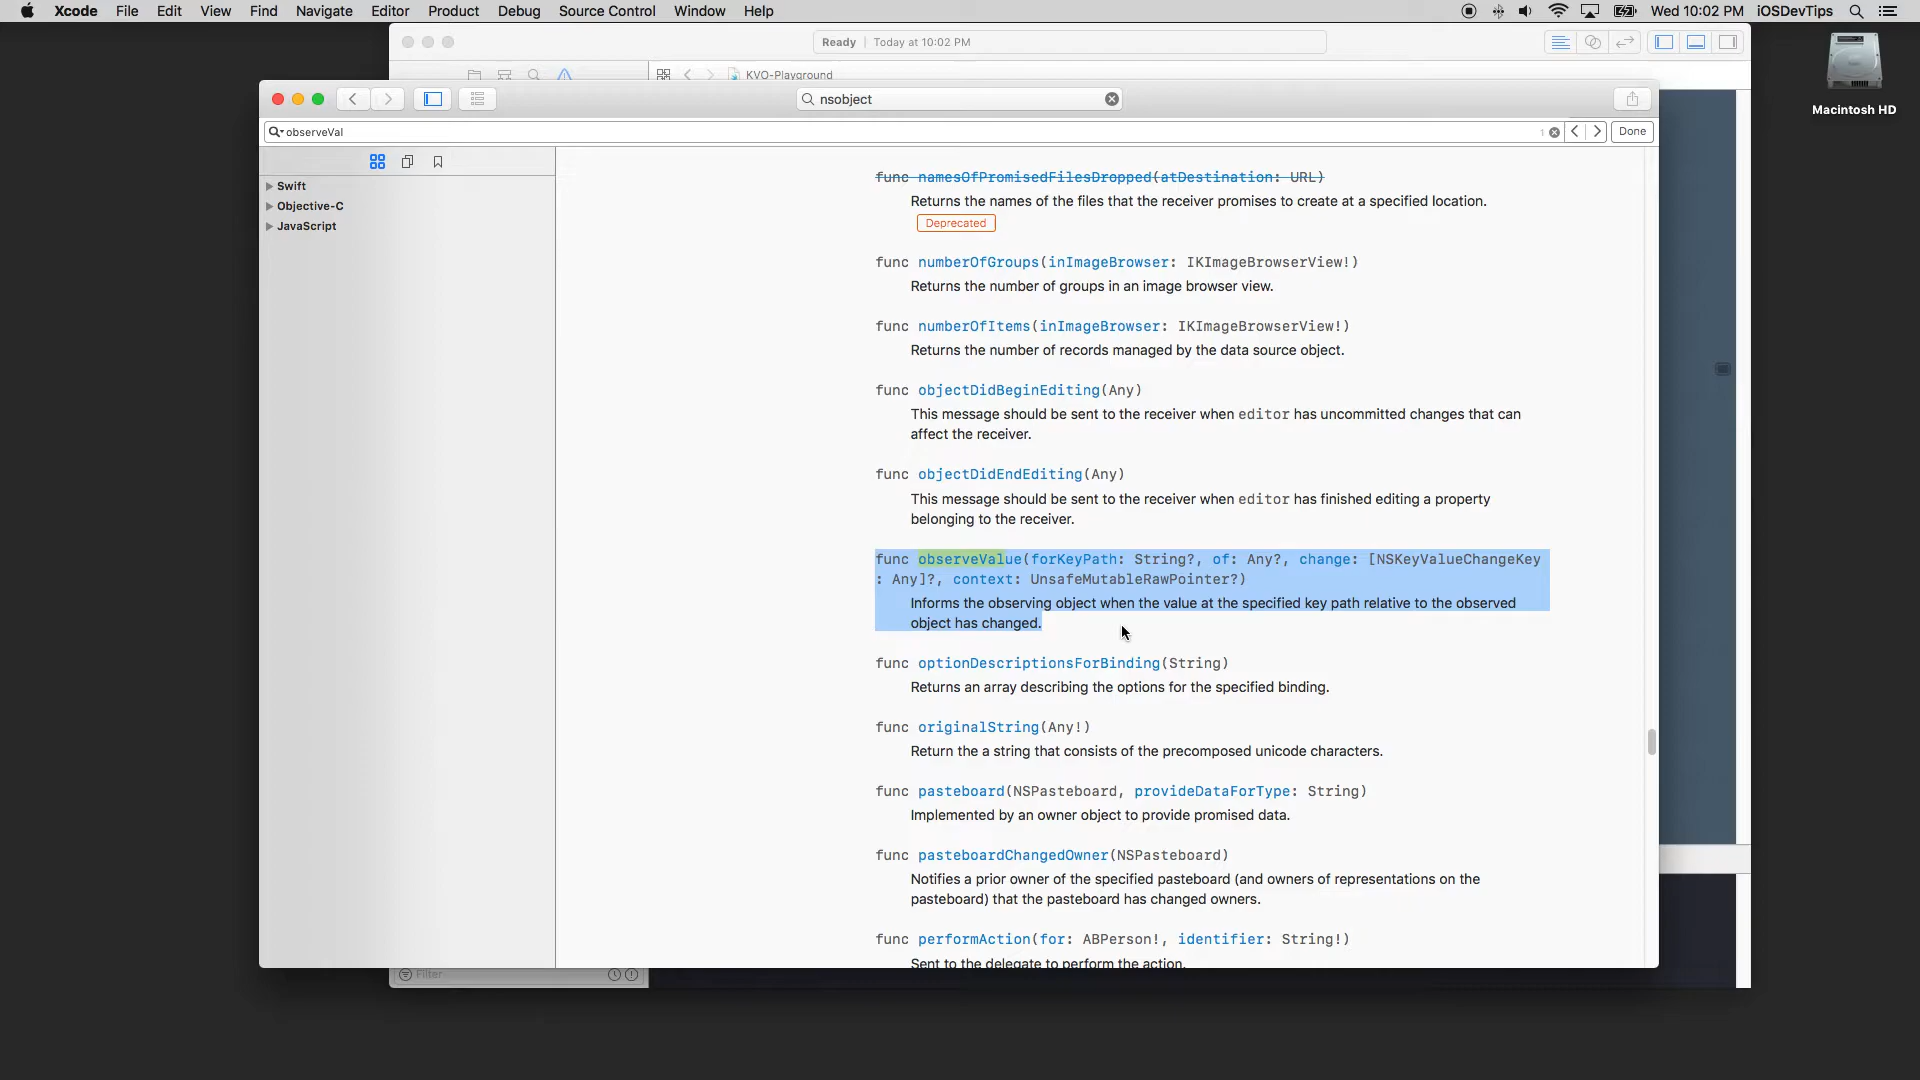 Xcode File Edit View Find Navigate Editor Product Debug Source Control Window Help Wed 10:02 PM iOSDevTips
Ready | Today at 10:02 PM
KVO-Playground
Macintosh HD
nsobject
observeVal 1 Done
Swift
Objective-C
JavaScript
func namesOfPromisedFilesDropped(atDestination: URL)
Returns the names of the files that the receiver promises to create at a specified location.
Deprecated
func numberOfGroups(inImageBrowser: IKImageBrowserView!)
Returns the number of groups in an image browser view.
func numberOfItems(inImageBrowser: IKImageBrowserView!)
Returns the number of records managed by the data source object.
func objectDidBeginEditing(Any)
This message should be sent to the receiver when editor has uncommitted changes that can
affect the receiver.
func objectDidEndEditing(Any)
This message should be sent to the receiver when editor has finished editing a property
belonging to the receiver.
func observeValue(forKeyPath: String?, of: Any?, change: [NSKeyValueChangeKey
: Any]?, context: UnsafeMutableRawPointer?)
Informs the observing object when the value at the specified key path relative to the observed
object has changed.
func optionDescriptionsForBinding(String)
Returns an array describing the options for the specified binding.
func originalString(Any!)
Return the a string that consists of the precomposed unicode characters.
func pasteboard(NSPasteboard, provideDataForType: String)
Implemented by an owner object to provide promised data.
func pasteboardChangedOwner(NSPasteboard)
Notifies a prior owner of the specified pasteboard (and owners of representations on the
pasteboard) that the pasteboard has changed owners.
func performAction(for: ABPerson!, identifier: String!)
Sent to the delegate to perform the action.
Filter